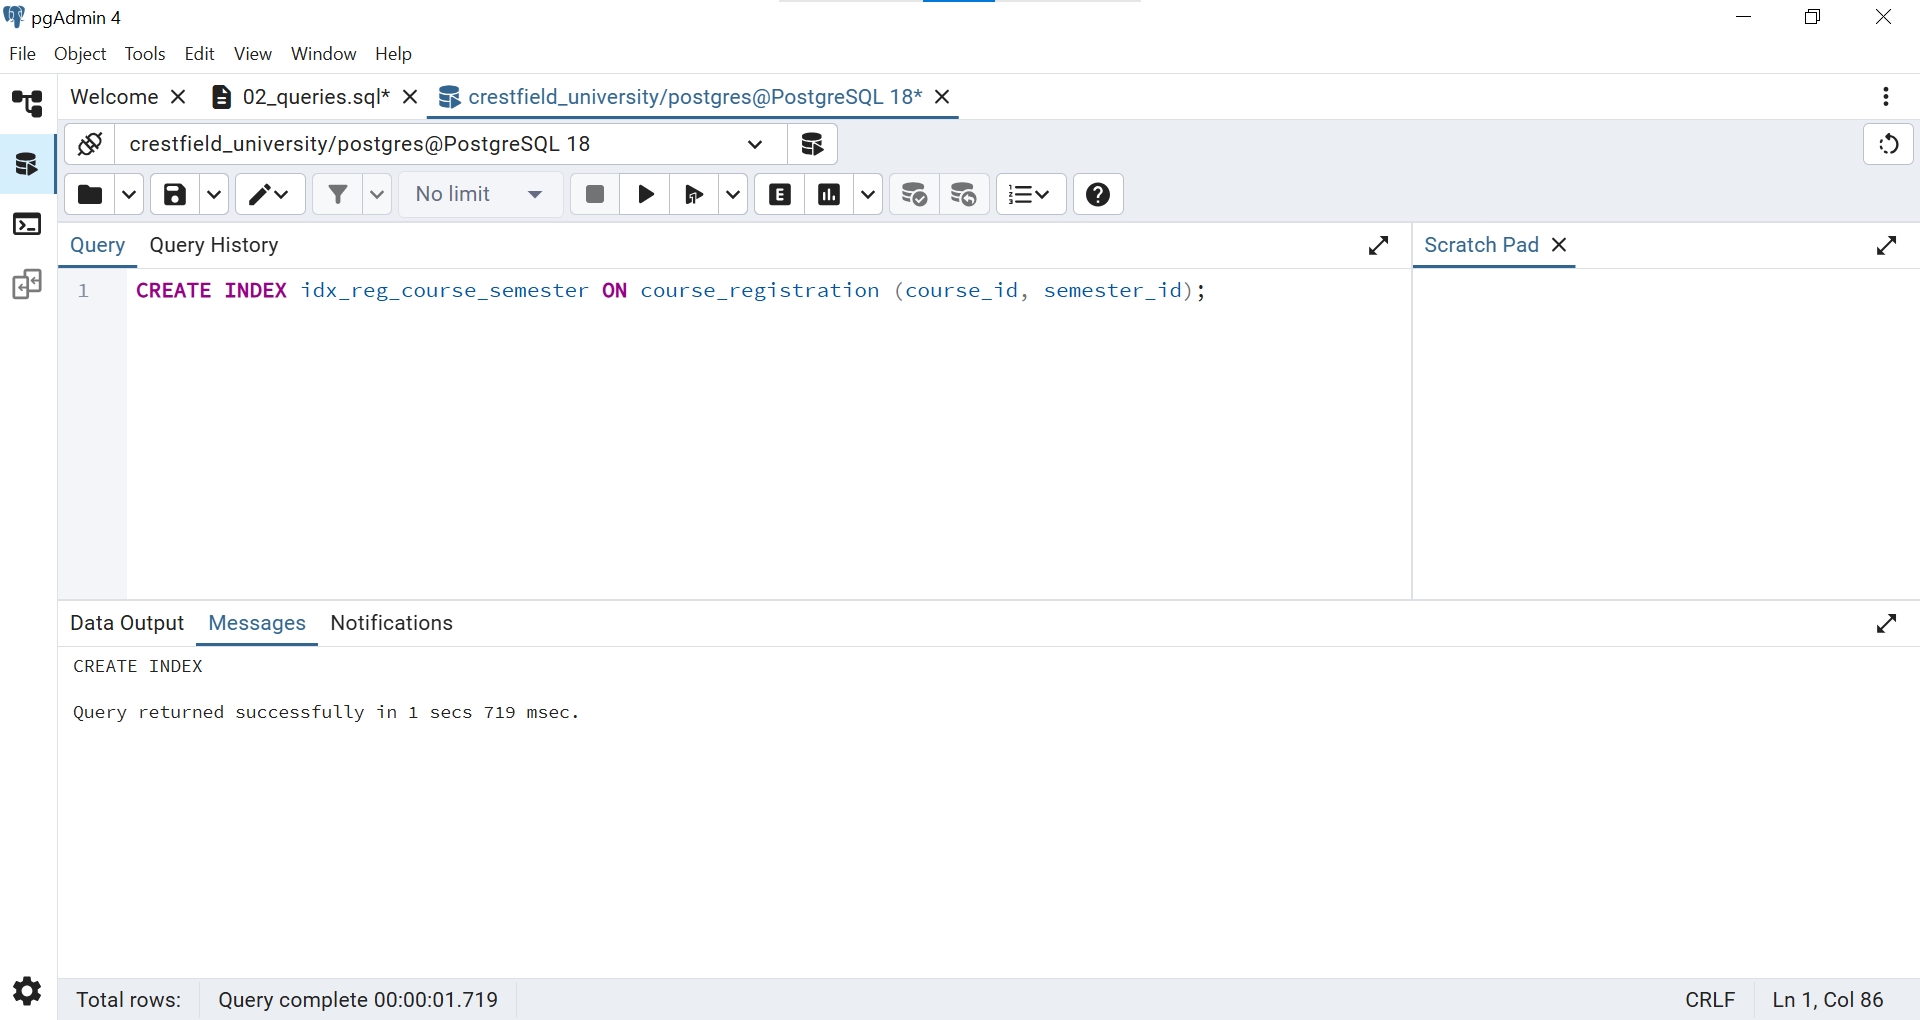 pgAdmin 4
File Object Tools Edit View Window Help
Welcome 02_queries.sql* crestfield_university/postgres@PostgreSQL 18*
crestfield_university/postgres@PostgreSQL 18
No limit E
Query Query History Scratch Pad
1 CREATE INDEX idx_reg_course_semester ON course_registration (course_id, semester_id);
Data Output Messages Notifications
CREATE INDEX
Query returned successfully in 1 secs 719 msec.
Total rows: Query complete 00:00:01.719 CRLF Ln 1, Col 86